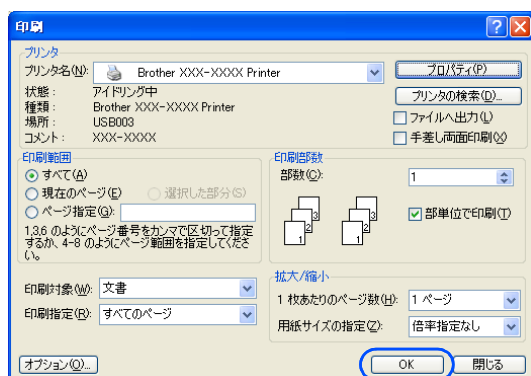 印刷
プリンタ
プリンタ名(N): Brother XXX-XXXX Printer プロパティ(P)
状態: アイドリング中 プリンタの検索(D)...
種類: Brother XXX-XXXX Printer
場所: USB003 ファイルへ出力(L)
コメント: XXX-XXXX 手差し両面印刷(X)
印刷範囲 印刷部数
すべて(A) 部数(C): 1
現在のページ(E) 選択した部分(S)
ページ指定(G): 部単位で印刷(T)
1,3,6 のようにページ番号をカンマで区切って指定
するか、4-8 のようにページ範囲を指定してくださ
い。
1 2 3 1 2 3
拡大/縮小
印刷対象(W): 文書 1 枚あたりのページ数(H): 1 ページ
印刷指定(R): すべてのページ 用紙サイズの指定(Z): 倍率指定なし
オプション(O)... OK 閉じる